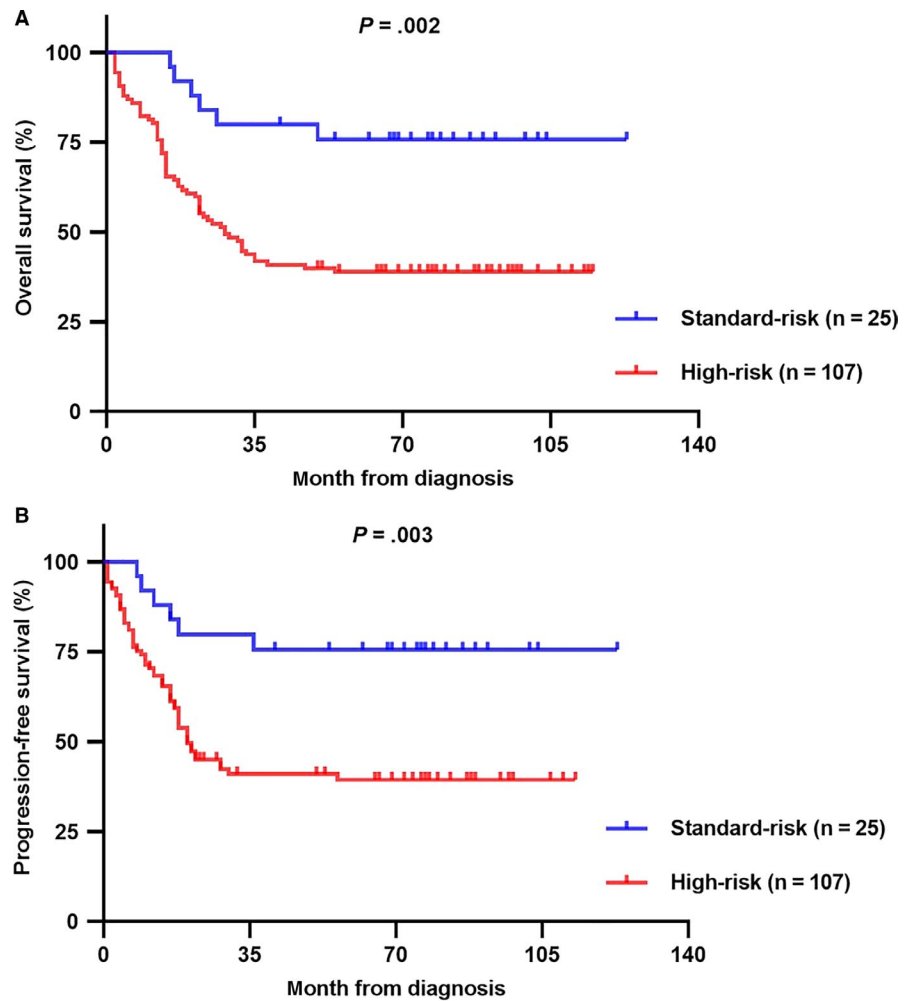 A
P = .002
100
75
50
25
0
Overall survival (%)
Standard-risk (n = 25)
High-risk (n = 107)
0 35 70 105 140
Month from diagnosis
B
P = .003
100
75
50
25
0
Progression-free survival (%)
Standard-risk (n = 25)
High-risk (n = 107)
0 35 70 105 140
Month from diagnosis